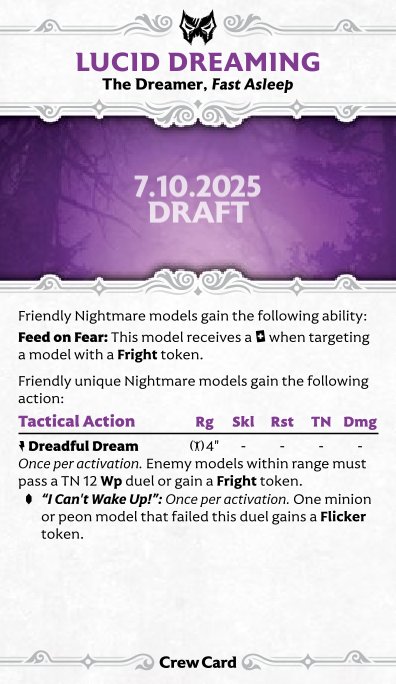 LUCID DREAMING
The Dreamer, Fast Asleep
7.10.2025
DRAFT
Friendly Nightmare models gain the following ability:
Feed on Fear: This model receives a when targeting
a model with a Fright token.
Friendly unique Nightmare models gain the following
action:
Tactical Action Rg Skl Rst TN Dmg
Dreadful Dream 4" - - - -
Once per activation. Enemy models within range must
pass a TN 12 Wp duel or gain a Fright token.
"I Can't Wake Up!": Once per activation. One minion
or peon model that failed this duel gains a Flicker
token.
Crew Card